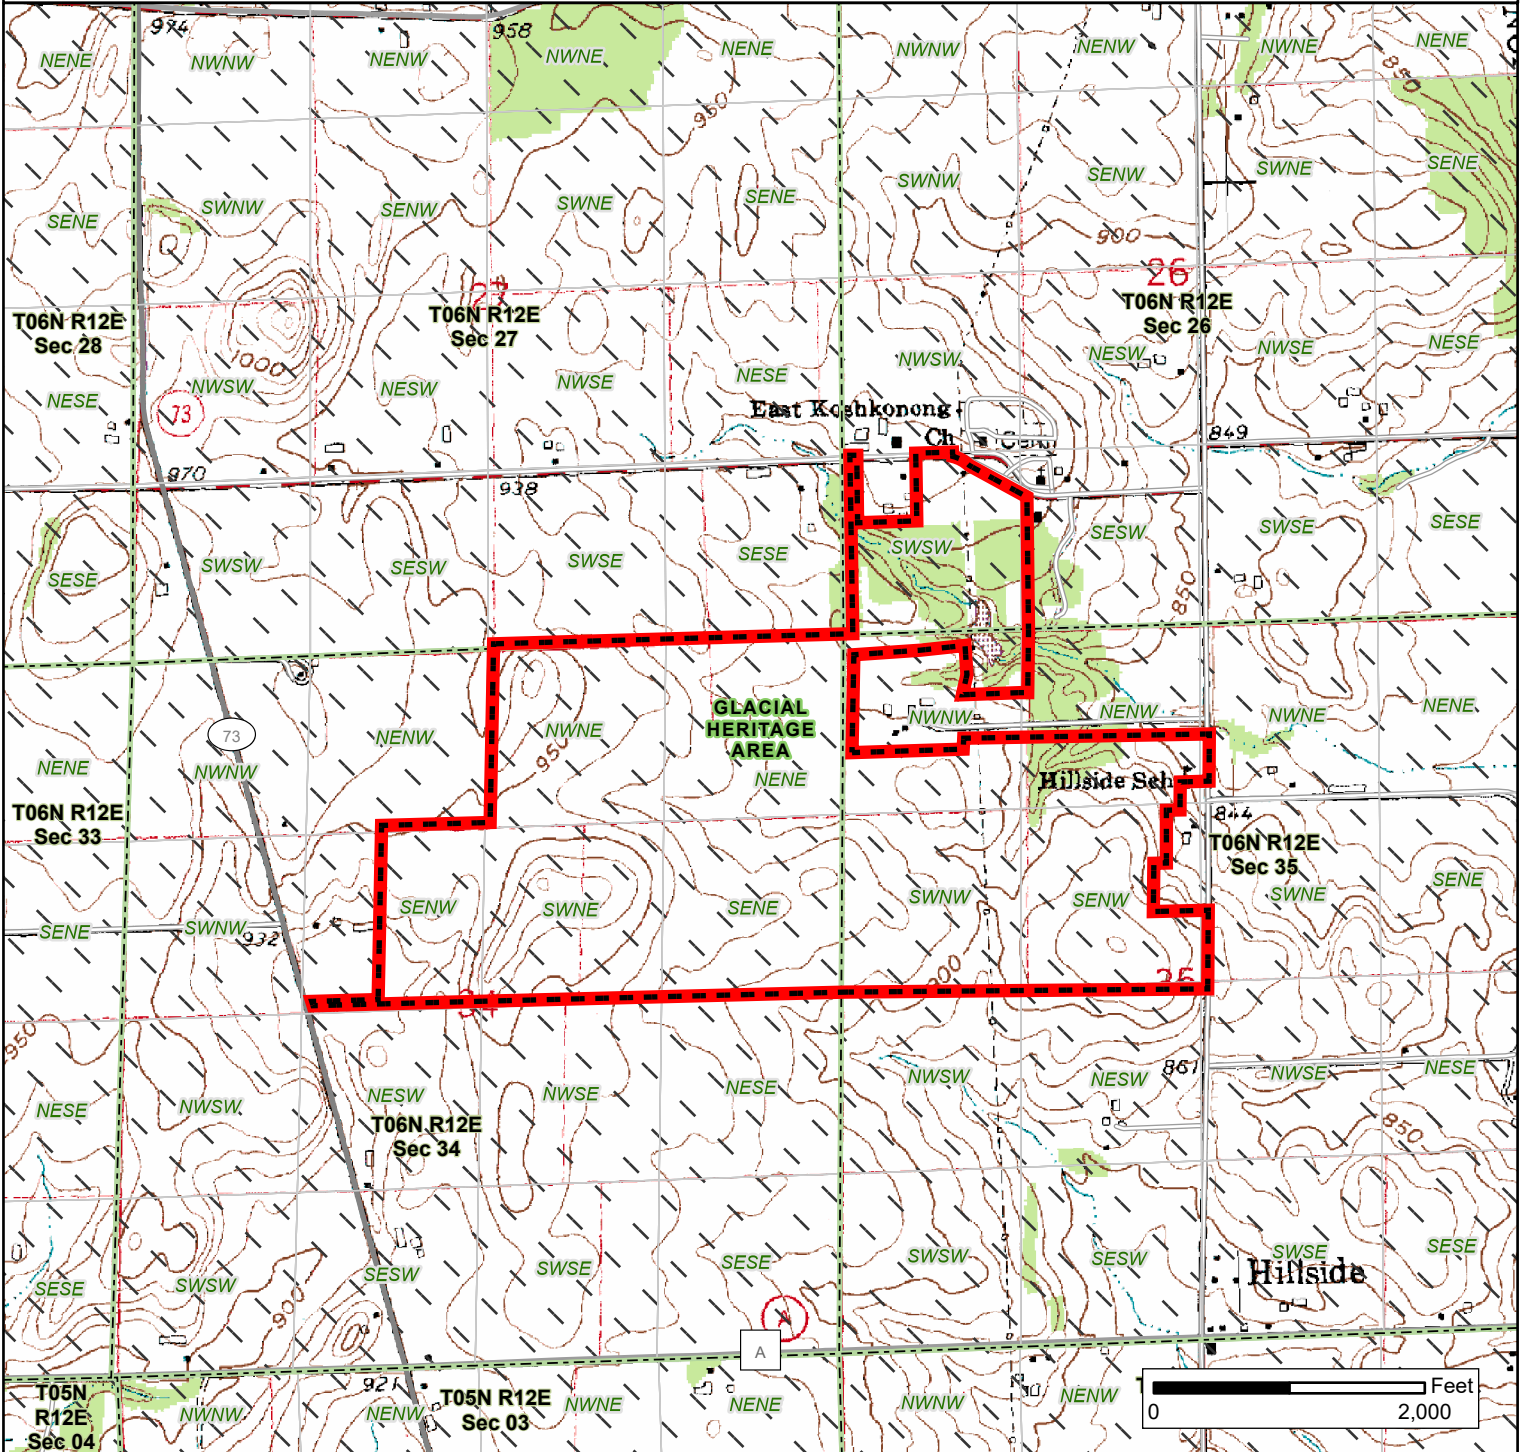 974
958
NENE
NWNW
NENW
NWNE
NENE
NWNW
NENW
NWNE
NENE
850
950
SENE
SWNW
SENW
SWNE
SENE
SWNW
SENW
SWNE
SENE
900
26
27
T06N R12E
Sec 28
T06N R12E
Sec 27
T06N R12E
Sec 26
1000
NESE
NWSW
NESW
NWSE
NESE
NWSW
NESW
NWSE
NESE
73
East Koshkonong
Ch
Cem
849
970
938
SESE
SWSW
SESW
SWSE
SESE
SWSW
SESW
SWSE
SESE
850
73
GLACIAL
HERITAGE
AREA
NENE
NWNW
NENW
NWNE
950
NENE
NWNW
NENW
NWNE
NENE
Hillside Sch
T06N R12E
Sec 33
844
T06N R12E
Sec 35
SENE
SWNW
932
SENW
SWNE
SENE
SWNW
SENW
SWNE
SENE
34
950
861
NESE
NWSW
NESW
NWSE
NESE
NWSW
NESW
NWSE
NESE
T06N R12E
Sec 34
850
SESE
SWSW
SESW
SWSE
SESE
SWSW
SESW
SWSE
SESE
Hillside
900
A
A
921
T05N
R12E
Sec 04
T05N R12E
Sec 03
NWNW
NENW
NWNE
NENE
NWNW
NENW
Feet
0
2,000